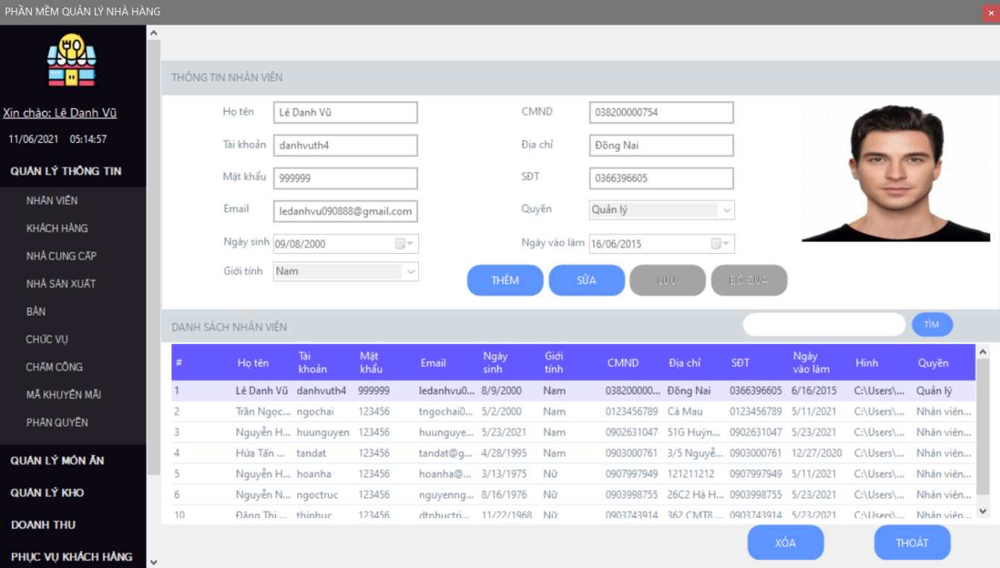 PHẦN MỀM QUẢN LÝ NHÀ HÀNG
Xin chào: Lê Danh Vũ
11/06/2021 05:14:57
QUẢN LÝ THÔNG TIN
NHÂN VIÊN
KHÁCH HÀNG
NHÀ CUNG CẤP
NHÀ SẢN XUẤT
BÀN
CHỨC VỤ
CHẤM CÔNG
MÃ KHUYẾN MÃI
PHÂN QUYỀN
QUẢN LÝ MÓN ĂN
QUẢN LÝ KHO
DOANH THU
PHỤC VỤ KHÁCH HÀNG
THÔNG TIN NHÂN VIÊN
Họ tên Lê Danh Vũ CMND 038200000754
Tài khoản danhvuth4 Địa chỉ Đồng Nai
Mật khẩu 999999 SĐT 0366396605
Email ledanhvu090888@gmail.com Quyền Quản lý
Ngày sinh 09/08/2000 Ngày vào làm 16/06/2015
Giới tính Nam
THÊM SỬA LƯU BỎ QUA
DANH SÁCH NHÂN VIÊN TÌM
# Họ tên Tài khoản Mật khẩu Email Ngày sinh Giới tính CMND Địa chỉ SĐT Ngày vào làm Hình Quyền
1 Lê Danh Vũ danhvuth4 999999 ledanhvu0... 8/9/2000 Nam 038200000... Đồng Nai 0366396605 6/16/2015 C:\Users\... Quản lý
2 Trần Ngọc... ngochai 123456 tngochai0... 5/2/2000 Nam 0123456789 Cà Mau 0123456789 5/11/2021 C:\Users\... Nhân viên...
3 Nguyễn H... huunguyen 123456 huunguye... 5/23/2021 Nam 0902631047 51G Huỳn... 0902631047 5/23/2021 C:\Users\... Nhân viên...
4 Hứa Tấn ... tandat 123456 tandat@g... 4/28/1995 Nam 0903000761 3/5 Nguyễ... 0903000761 12/27/2020 C:\Users\... Nhân viên...
5 Nguyễn H... hoanha 123456 hoanha@... 3/13/1975 Nữ 0907997949 121211212 0907997949 5/11/2021 C:\Users\... Nhân viên...
6 Nguyễn N... ngoctruc 123456 nguyenng... 8/16/1976 Nữ 0903998755 26C2 Hà H... 0903998755 5/23/2021 C:\Users\... Nhân viên...
10 Đặng Thị ... thiphuc 123456 dtphuctri... 11/22/1968 Nữ 0903743914 362 CMT8 ... 0903743914 5/23/2021 C:\Users\... Nhân viên...
XÓA THOÁT